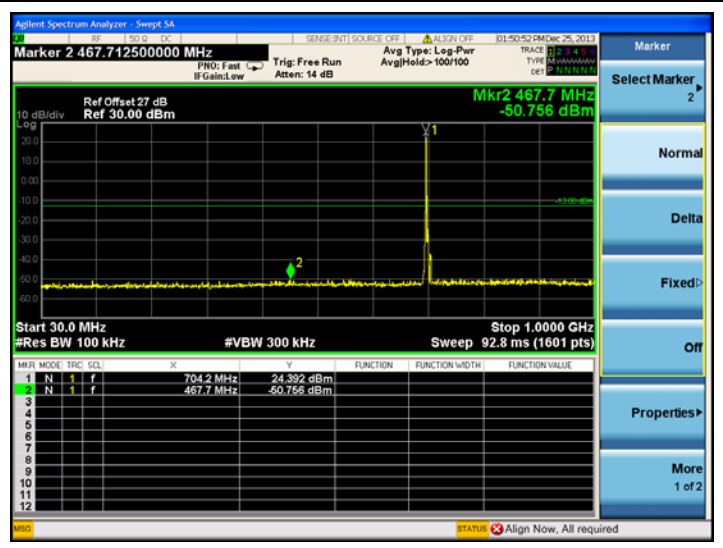 Agilent Spectrum Analyzer - Swept SA
RF 50 Ω DC SENSE:INT SOURCE OFF ALIGN OFF 01:50:52 PM Dec 25, 2013
Marker 2 467.712500000 MHz
PNO: Fast
IFGain:Low
Trig: Free Run
Atten: 14 dB
Avg Type: Log-Pwr
Avg|Hold:> 100/100
TRACE 1 2 3 4 5 6
TYPE M
DET P N N N N N
Ref Offset 27 dB
10 dB/div Ref 30.00 dBm
Mkr2 467.7 MHz
-50.756 dBm
Log
20.0
10.0
0.00
-10.0
-20.0
-30.0
-40.0
-50.0
-60.0
1
-13.00 dBm
2
Start 30.0 MHz Stop 1.0000 GHz
#Res BW 100 kHz #VBW 300 kHz Sweep 92.8 ms (1601 pts)
MKR MODE TRC SCL X Y FUNCTION FUNCTION WIDTH FUNCTION VALUE
1 N 1 f 704.2 MHz 24.392 dBm
2 N 1 f 467.7 MHz -50.756 dBm
3
4
5
6
7
8
9
10
11
12
MSG STATUS Align Now, All required
Marker
Select Marker
2
Normal
Delta
Fixed
Off
Properties
More
1 of 2